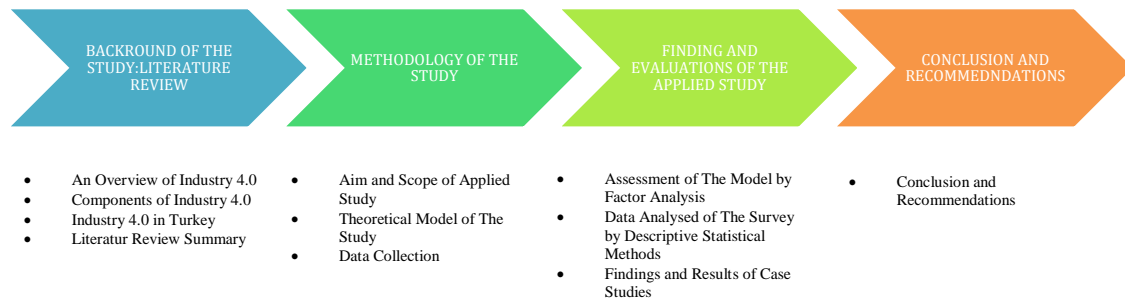 BACKROUND OF THE
STUDY:LITERATURE
REVIEW
METHODOLOGY OF THE
STUDY
FINDING AND
EVALUATIONS OF THE
APPLIED STUDY
CONCLUSION AND
RECOMMEDNDATIONS
• An Overview of Industry 4.0
• Components of Industry 4.0
• Industry 4.0 in Turkey
• Literatur Review Summary
• Aim and Scope of Applied
Study
• Theoretical Model of The
Study
• Data Collection
• Assessment of The Model by
Factor Analysis
• Data Analysed of The Survey
by Descriptive Statistical
Methods
• Findings and Results of Case
Studies
• Conclusion and
Recommendations